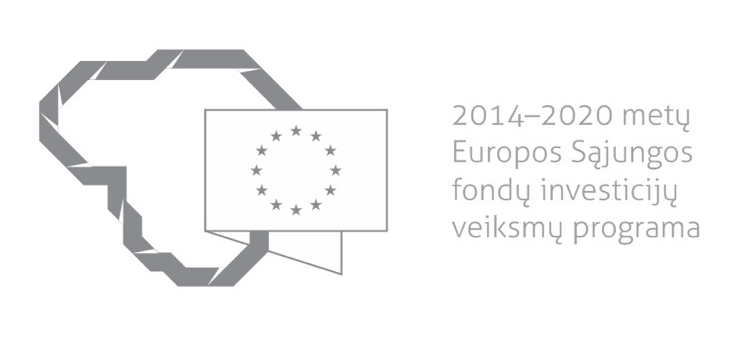 2014–2020 metų
Europos Sąjungos
fondų investicijų
veiksmų programa